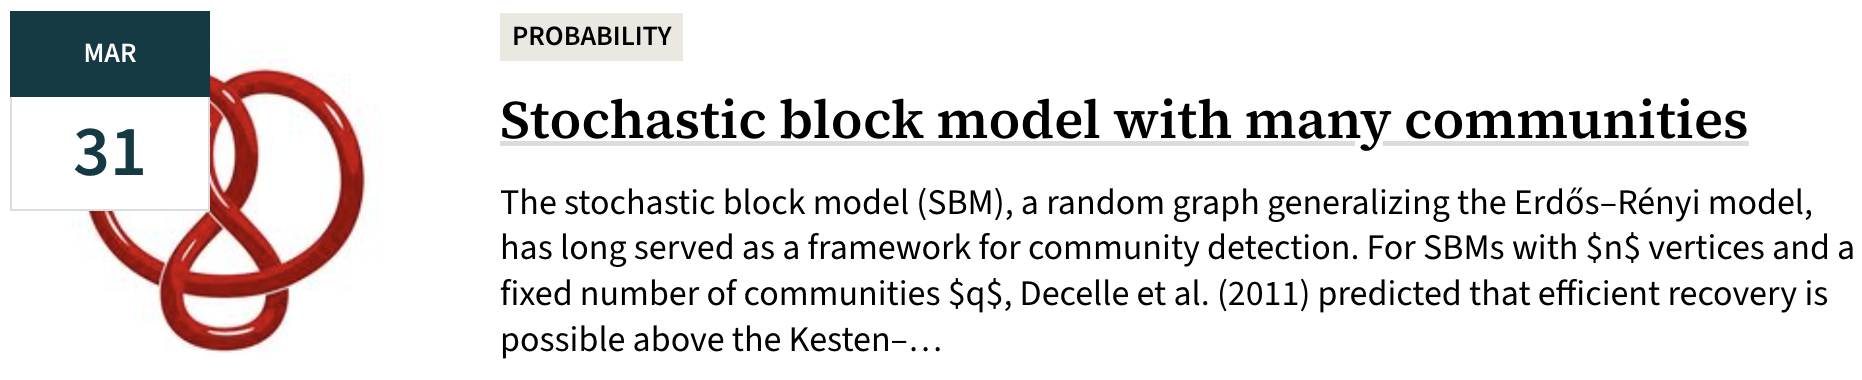 MAR
31
PROBABILITY
Stochastic block model with many communities
The stochastic block model (SBM), a random graph generalizing the Erdős–Rényi model,
has long served as a framework for community detection. For SBMs with $n$ vertices and a
fixed number of communities $q$, Decelle et al. (2011) predicted that efficient recovery is
possible above the Kesten–…